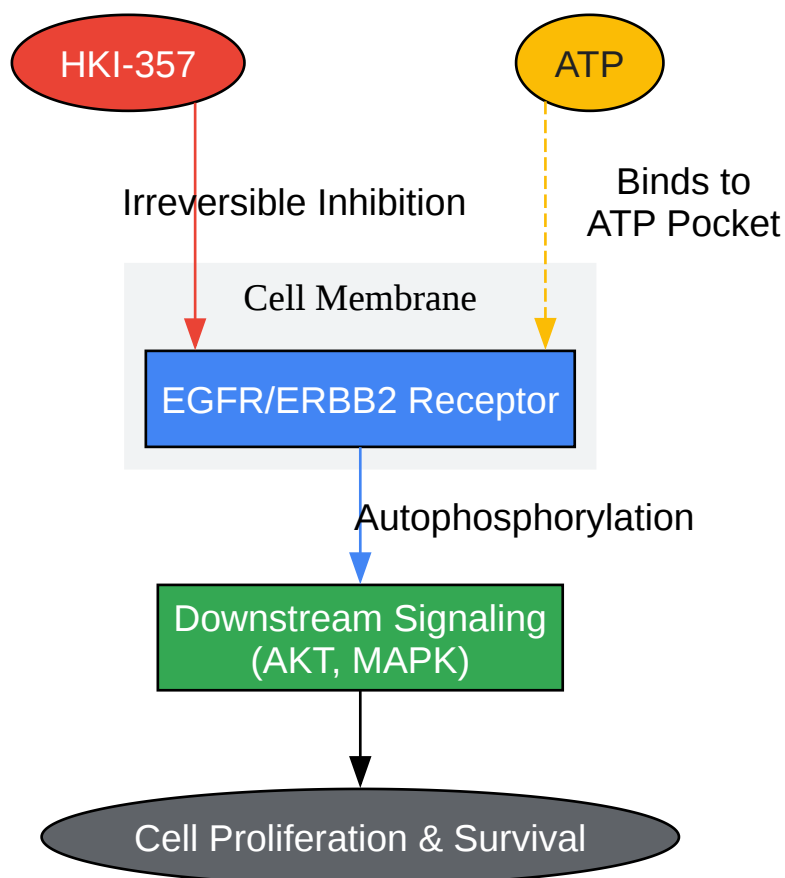 HKI-357
ATP
Irreversible Inhibition
Binds to
ATP Pocket
Cell Membrane
EGFR/ERBB2 Receptor
Autophosphorylation
Downstream Signaling
(AKT, MAPK)
Cell Proliferation & Survival